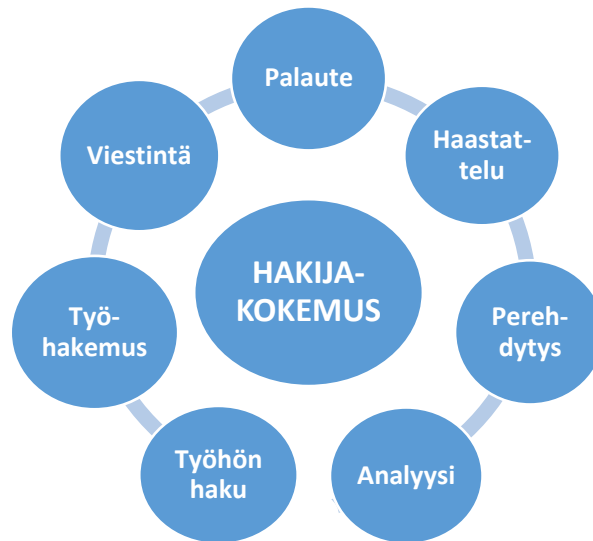 Palaute
Haastat-
telu
Viestintä
HAKIJA-
KOKEMUS
Työ-
hakemus
Pereh-
dytys
Työhön
haku
Analyysi